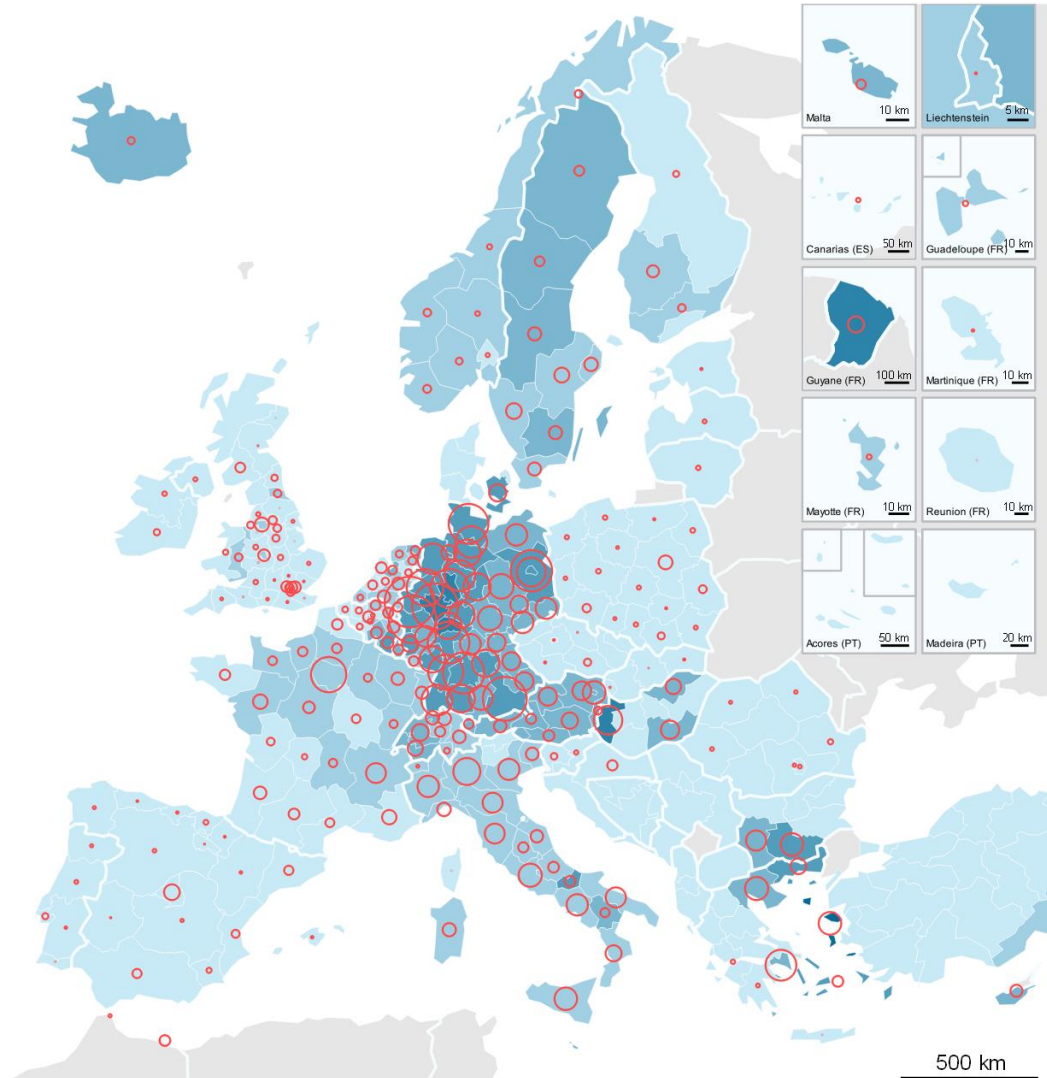 10 km
Malta
5 km
Liechtenstein
50 km
Canarias (ES)
10 km
Guadeloupe (FR)
100 km
Guyane (FR)
10 km
Martinique (FR)
10 km
Mayotte (FR)
10 km
Reunion (FR)
50 km
Acores (PT)
20 km
Madeira (PT)
500 km